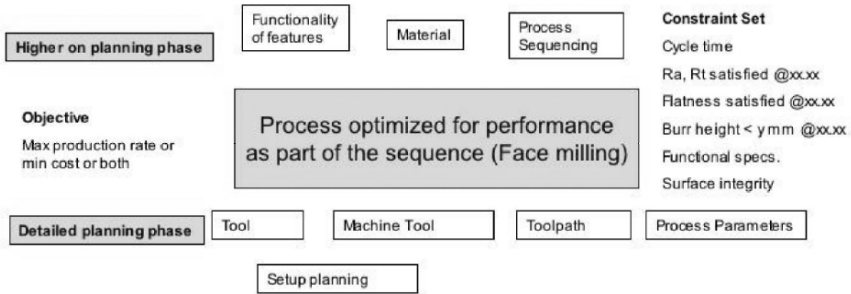 Functionality
of features
Material
Process
Sequencing
Higher on planning phase
Constraint Set
Cycle time
Ra, Rt satisfied @xx.xx
Flatness satisfied @xx.xx
Burr height < y mm @xx.xx
Functional specs.
Surface integrity
Objective
Max production rate or
min cost or both
Process optimized for performance
as part of the sequence (Face milling)
Detailed planning phase
Tool
Machine Tool
Toolpath
Process Parameters
Setup planning